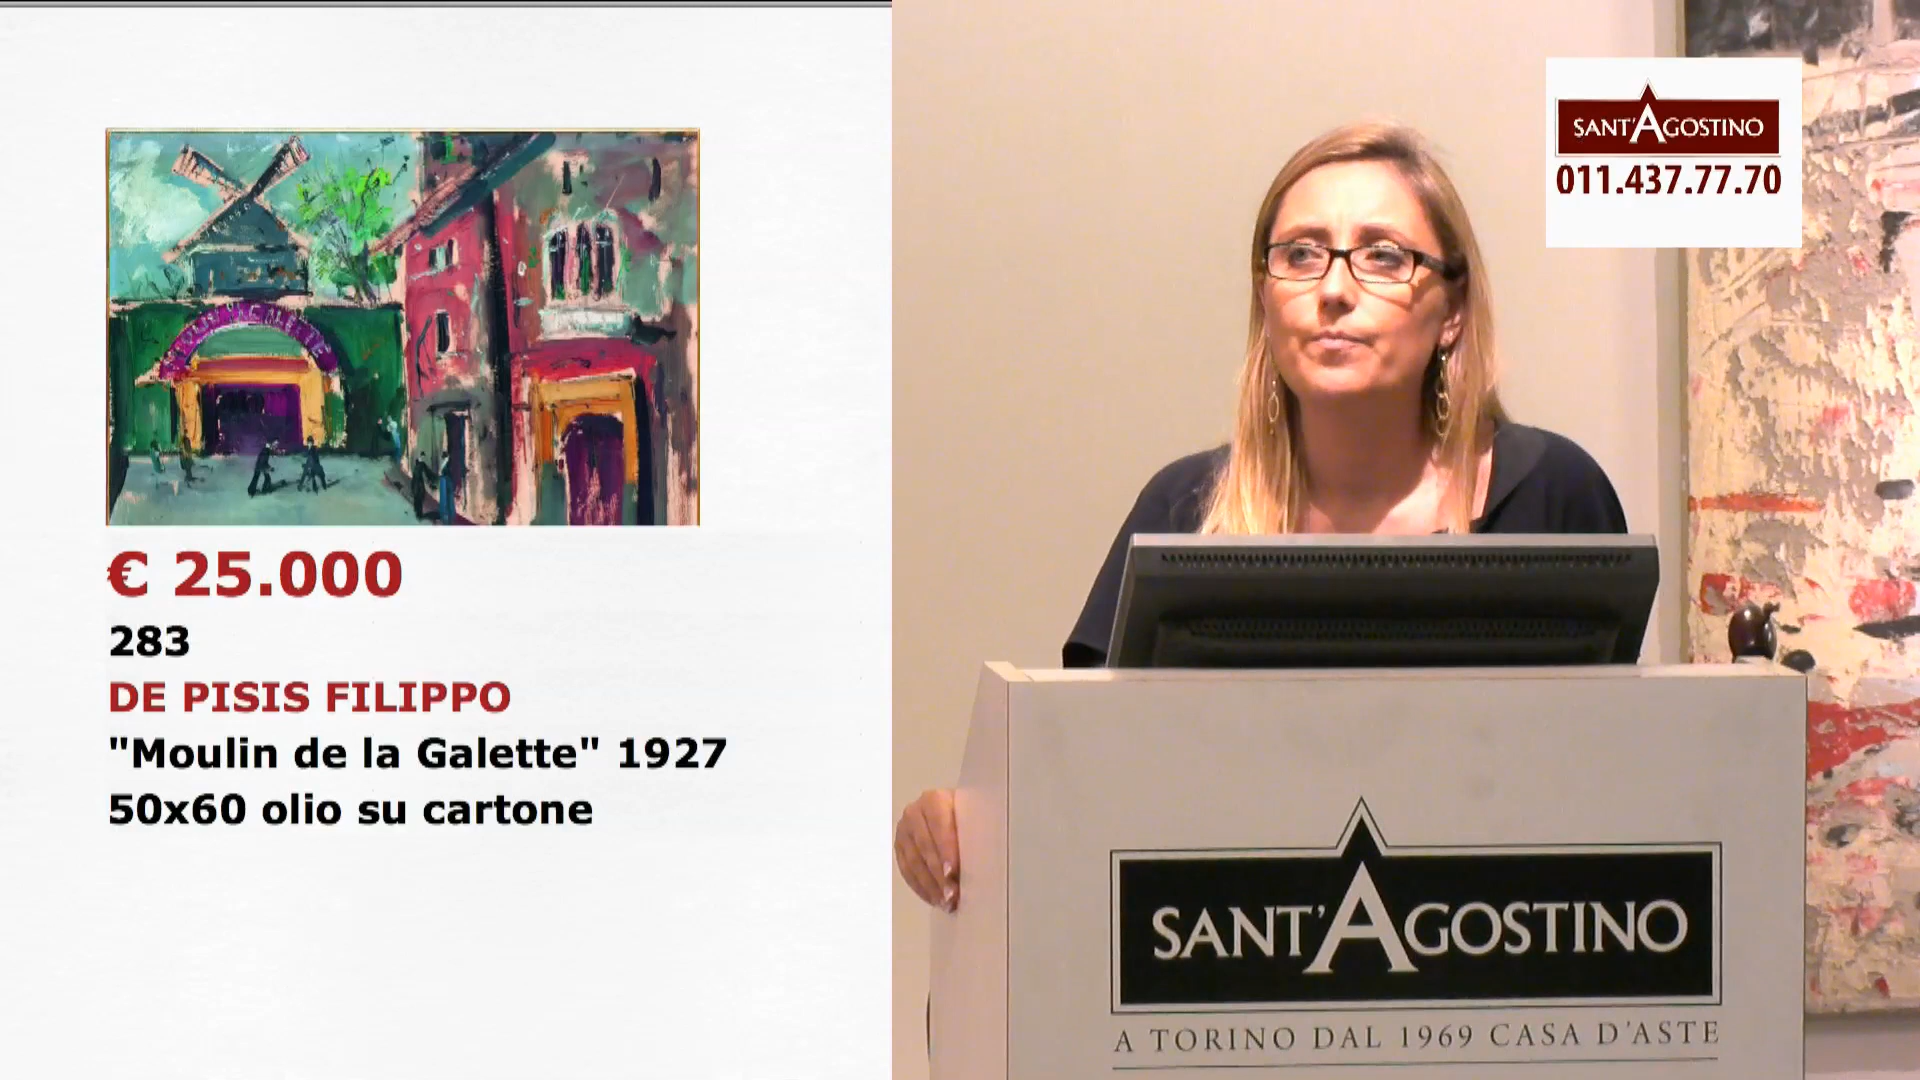 € 25.000
283
DE PISIS FILIPPO
"Moulin de la Galette" 1927
50x60 olio su cartone
SANT'AGOSTINO
011.437.77.70
SANT'AGOSTINO
A TORINO DAL 1969 CASA D'ASTE